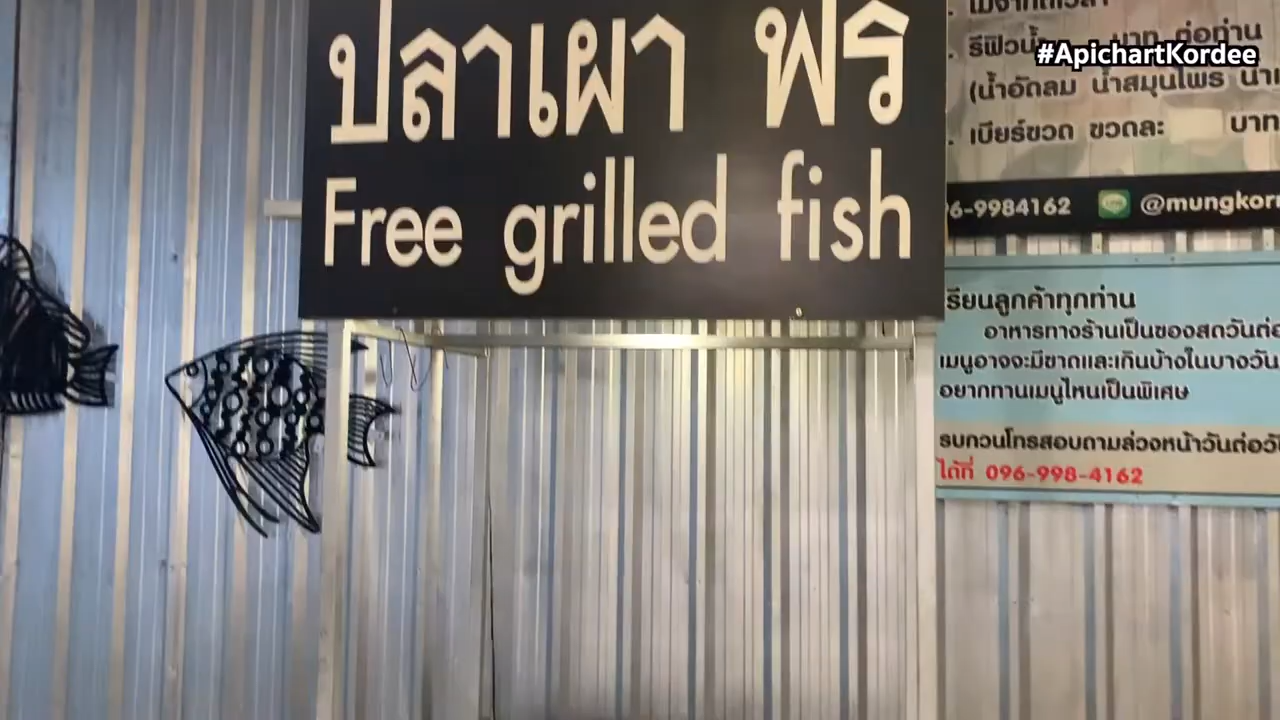 ปลาเผา ฟรี
Free grilled fish
#ApichartKordee
. รีฟิวน้ำ บาท ต่อท่าน
(น้ำอัดลม น้ำสมุนไพร
. เบียร์ขวด ขวดละ บาท
6-9984162 LINE @mungkor
เรียนลูกค้าทุกท่าน
อาหารทางร้านเป็นของสดวันต่อ
เมนูอาจจะมีขาดและเกินบ้างในบางวัน
อยากทานเมนูไหนเป็นพิเศษ
รบกวนโทรสอบถามล่วงหน้าวันต่อวัน
ได้ที่ 096-998-4162